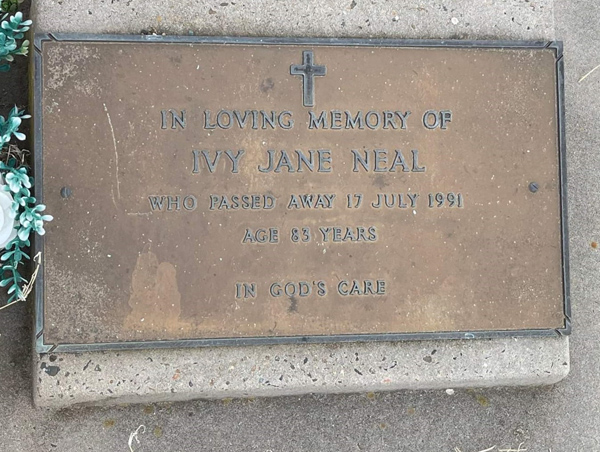 IN LOVING MEMORY OF
IVY JANE NEAL
WHO PASSED AWAY 17 JULY 1991
AGE 83 YEARS
IN GOD'S CARE